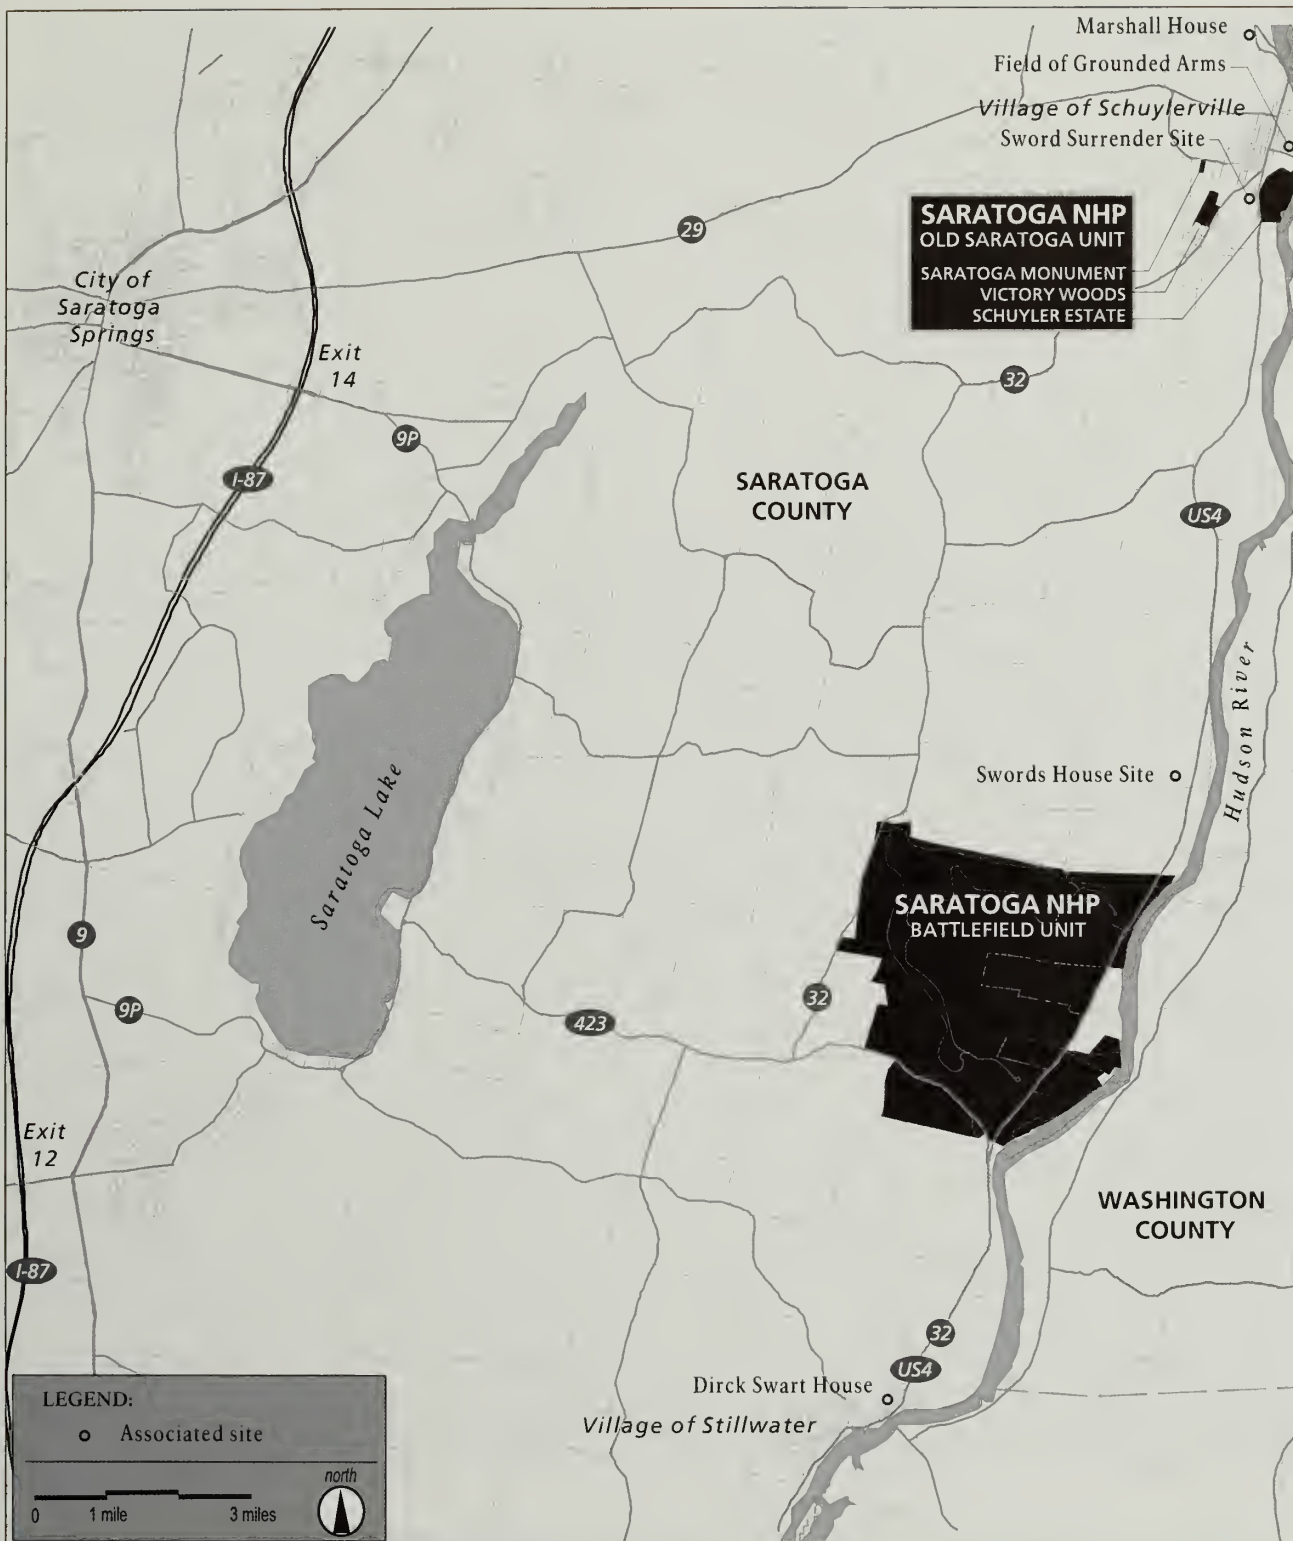 Marshall House
Field of Grounded Arms
Village of Schuylerville
Sword Surrender Site
SARATOGA NHP
OLD SARATOGA UNIT
SARATOGA MONUMENT
VICTORY WOODS
SCHUYLER ESTATE
29
City of
Saratoga
Springs
Exit
14
32
9P
I-87
SARATOGA
COUNTY
US4
Hudson River
Swords House Site
Saratoga Lake
SARATOGA NHP
BATTLEFIELD UNIT
9
9P
32
423
Exit
12
WASHINGTON
COUNTY
I-87
32
US4
Dirck Swart House
Village of Stillwater
LEGEND:
Associated site
north
0 1 mile 3 miles